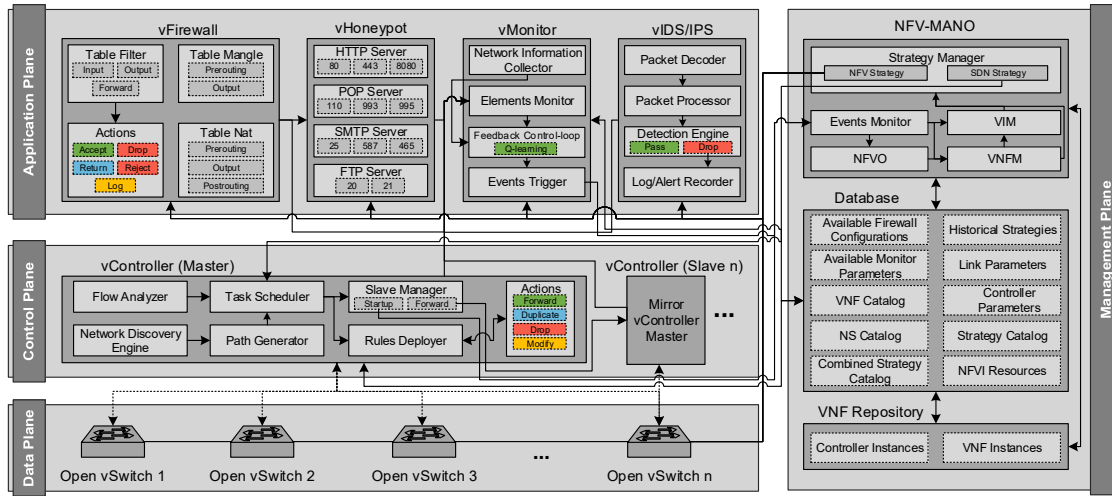 Application Plane
vFirewall
Table Filter
Input
Output
Forward
Table Mangle
Prerouting
Output
Actions
Accept
Drop
Return
Reject
Log
Table Nat
Prerouting
Output
Postrouting
vHoneypot
HTTP Server
80
443
8080
POP Server
110
993
995
SMTP Server
25
587
465
FTP Server
20
21
vMonitor
Network Information
Collector
Elements Monitor
Feedback Control-loop
Q-learning
Events Trigger
vIDS/IPS
Packet Decoder
Packet Processor
Detection Engine
Pass
Drop
Log/Alert Recorder
Control Plane
vController (Master)
Flow Analyzer
Network Discovery
Engine
Task Scheduler
Path Generator
Slave Manager
Startup
Forward
Rules Deployer
Actions
Forward
Duplicate
Drop
Modify
vController (Slave n)
Mirror
vController
Master
...
Data Plane
Open vSwitch 1
Open vSwitch 2
Open vSwitch 3
...
Open vSwitch n
Management Plane
NFV-MANO
Strategy Manager
NFV Strategy
SDN Strategy
Events Monitor
VIM
NFVO
VNFM
Database
Available Firewall
Configurations
Historical Strategies
Available Monitor
Parameters
Link Parameters
VNF Catalog
Controller
Parameters
NS Catalog
Strategy Catalog
Combined Strategy
Catalog
NFVI Resources
VNF Repository
Controller Instances
VNF Instances